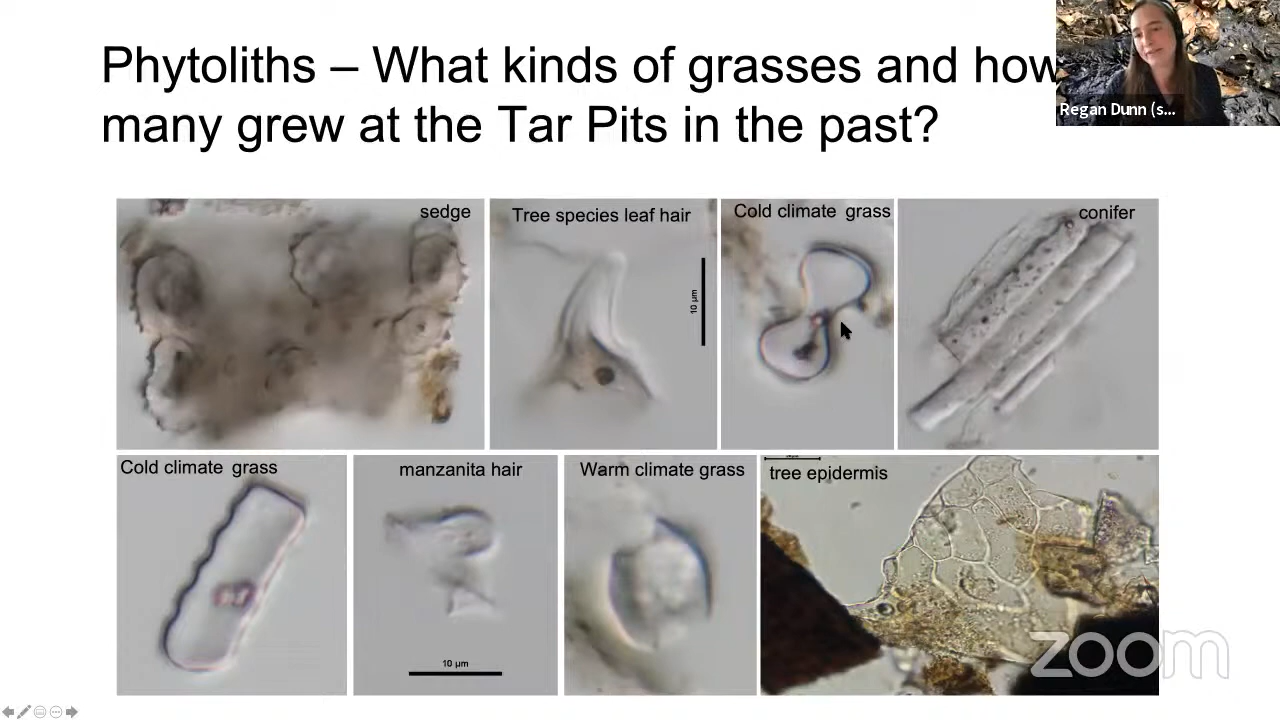 Phytoliths – What kinds of grasses and how
many grew at the Tar Pits in the past?
Regan Dunn (s...
sedge
Tree species leaf hair
Cold climate grass
conifer
10 µm
Cold climate grass
manzanita hair
Warm climate grass
tree epidermis
10 µm
zoom